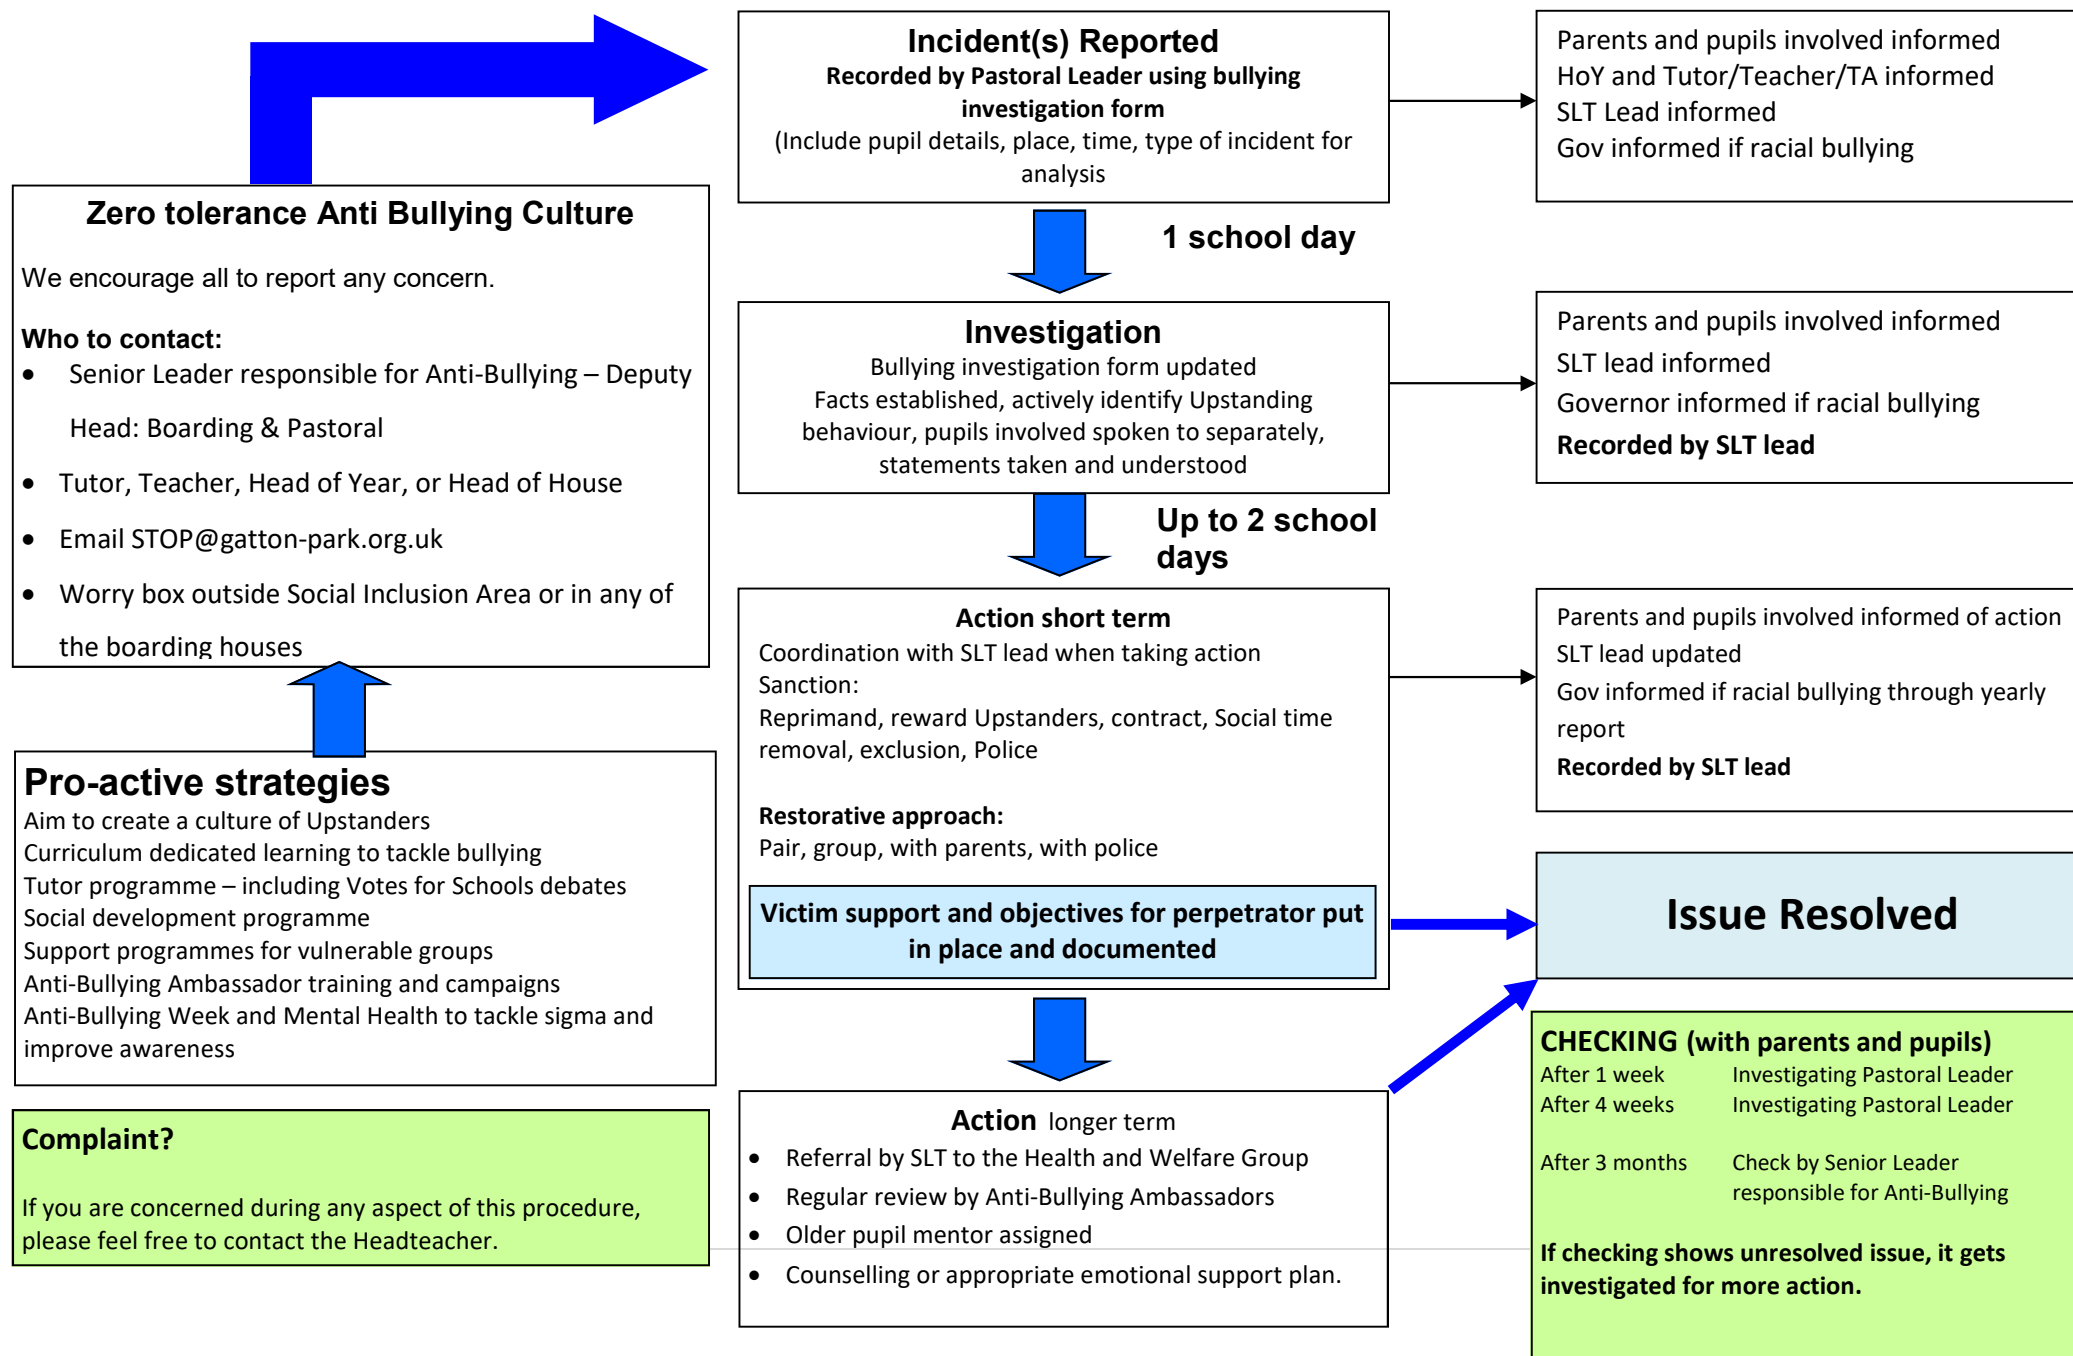 Incident(s) Reported
Recorded by Pastoral Leader using bullying
investigation form
(Include pupil details, place, time, type of incident for
analysis
Parents and pupils involved informed
HoY and Tutor/Teacher/TA informed
SLT Lead informed
Gov informed if racial bullying
Zero tolerance Anti Bullying Culture
We encourage all to report any concern.
Who to contact:
• Senior Leader responsible for Anti-Bullying – Deputy
Head: Boarding & Pastoral
• Tutor, Teacher, Head of Year, or Head of House
• Email STOP@gatton-park.org.uk
• Worry box outside Social Inclusion Area or in any of
the boarding houses
1 school day
Investigation
Bullying investigation form updated
Facts established, actively identify Upstanding
behaviour, pupils involved spoken to separately,
statements taken and understood
Parents and pupils involved informed
SLT lead informed
Governor informed if racial bullying
Recorded by SLT lead
Up to 2 school
days
Action short term
Coordination with SLT lead when taking action
Sanction:
Reprimand, reward Upstanders, contract, Social time
removal, exclusion, Police
Restorative approach:
Pair, group, with parents, with police
Victim support and objectives for perpetrator put
in place and documented
Parents and pupils involved informed of action
SLT lead updated
Gov informed if racial bullying through yearly
report
Recorded by SLT lead
Pro-active strategies
Aim to create a culture of Upstanders
Curriculum dedicated learning to tackle bullying
Tutor programme – including Votes for Schools debates
Social development programme
Support programmes for vulnerable groups
Anti-Bullying Ambassador training and campaigns
Anti-Bullying Week and Mental Health to tackle sigma and
improve awareness
Issue Resolved
Complaint?
If you are concerned during any aspect of this procedure,
please feel free to contact the Headteacher.
Action longer term
• Referral by SLT to the Health and Welfare Group
• Regular review by Anti-Bullying Ambassadors
• Older pupil mentor assigned
• Counselling or appropriate emotional support plan.
CHECKING (with parents and pupils)
After 1 week Investigating Pastoral Leader
After 4 weeks Investigating Pastoral Leader
After 3 months Check by Senior Leader
responsible for Anti-Bullying
If checking shows unresolved issue, it gets
investigated for more action.